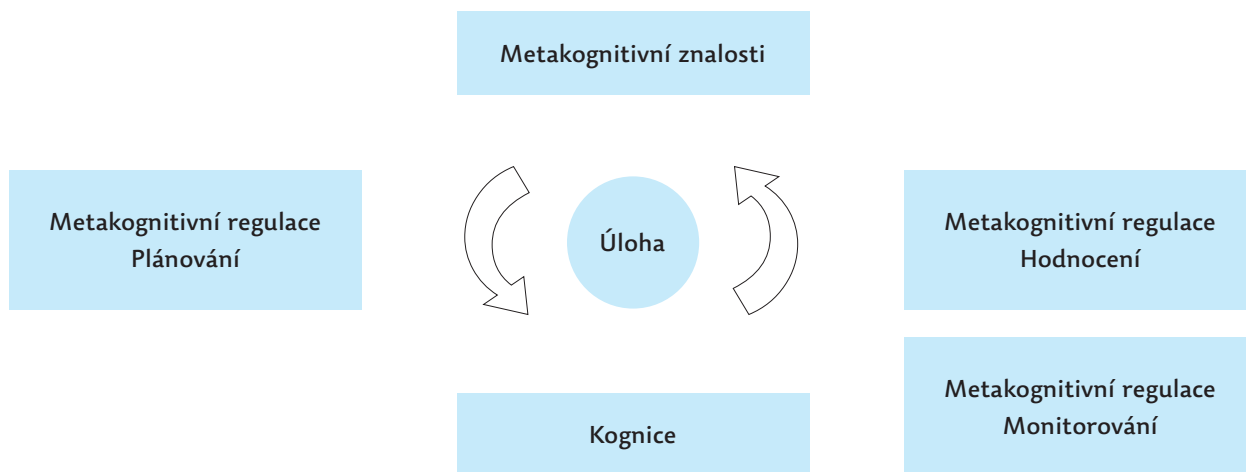 Metakognitivní znalosti
Metakognitivní regulace
Plánování
Úloha
Metakognitivní regulace
Hodnocení
Metakognitivní regulace
Monitorování
Kognice